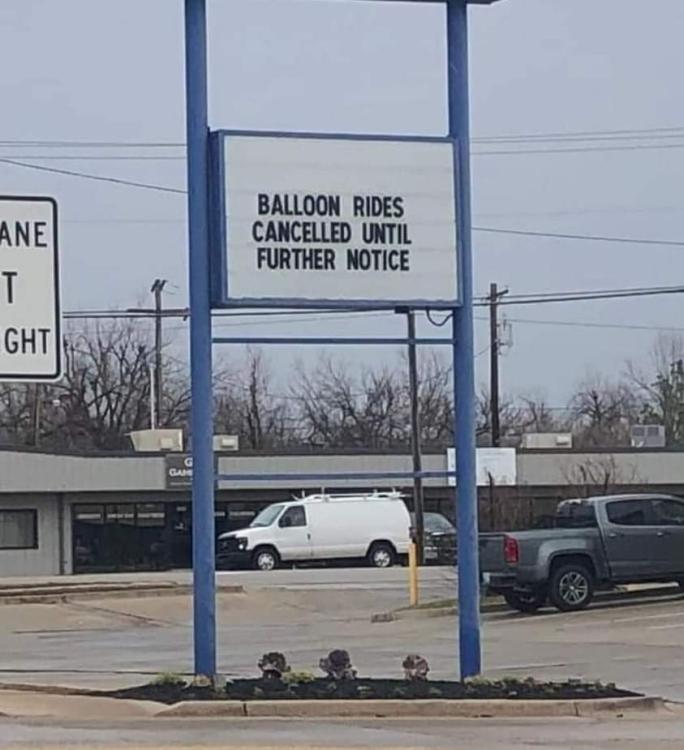 BALLOON RIDES
CANCELLED UNTIL
FURTHER NOTICE
ANE
T
GHT